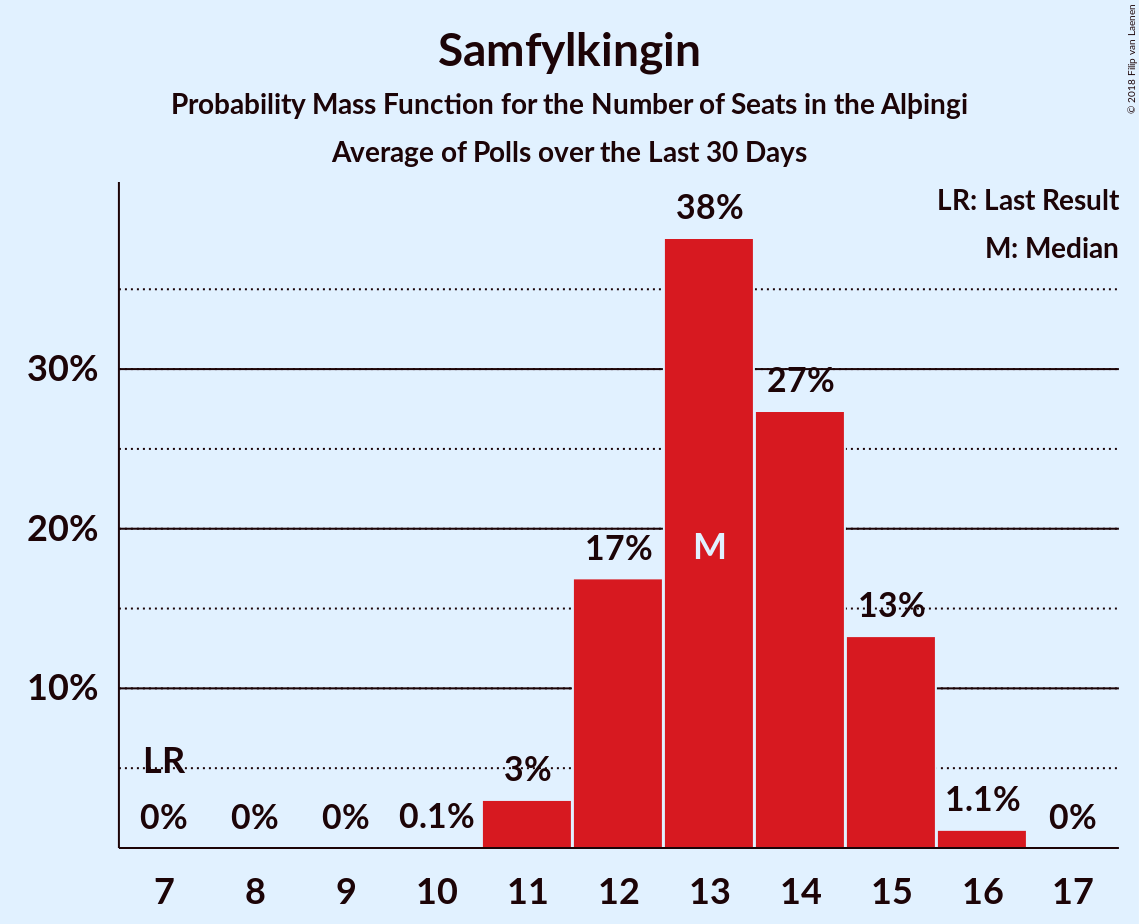 Samfylkingin
Probability Mass Function for the Number of Seats in the Alþingi
Average of Polls over the Last 30 Days
© 2018 Filip van Laenen
LR: Last Result
M: Median
38%
30%
27%
20%
17%
M
13%
10%
LR
3%
0%
0%
0%
0.1%
1.1%
0%
7 8 9 10 11 12 13 14 15 16 17